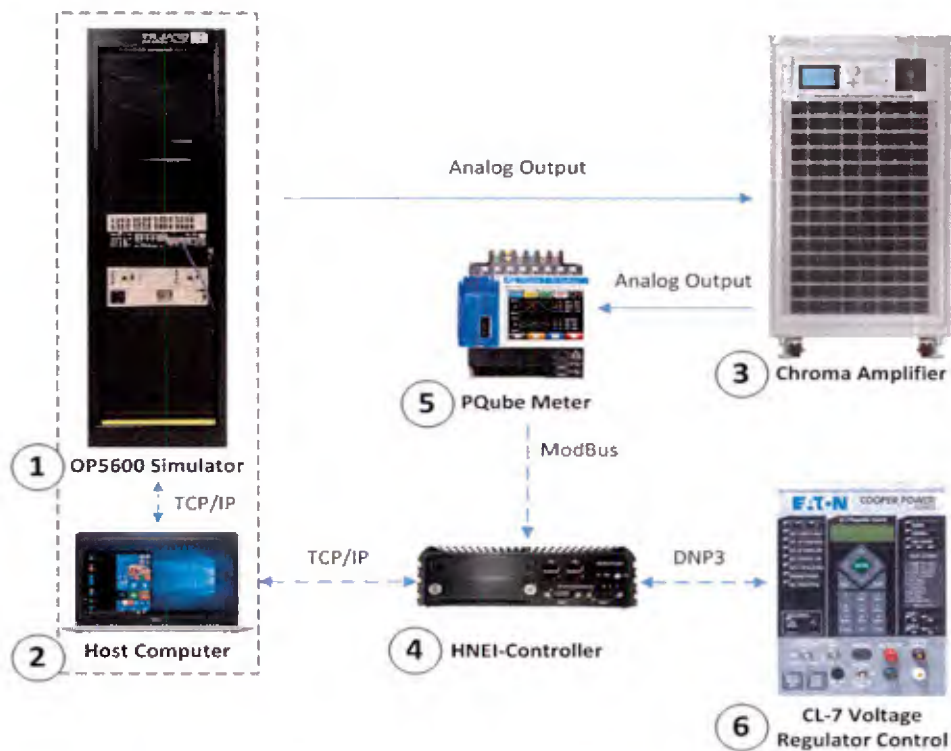 Analog Output
Analog Output
3 Chroma Amplifier
5 PQube Meter
ModBus
1 OP5600 Simulator
TCP/IP
EATON COOPER POWER
TCP/IP
DNP3
2 Host Computer
4 HNEI-Controller
6 CL-7 Voltage
Regulator Control